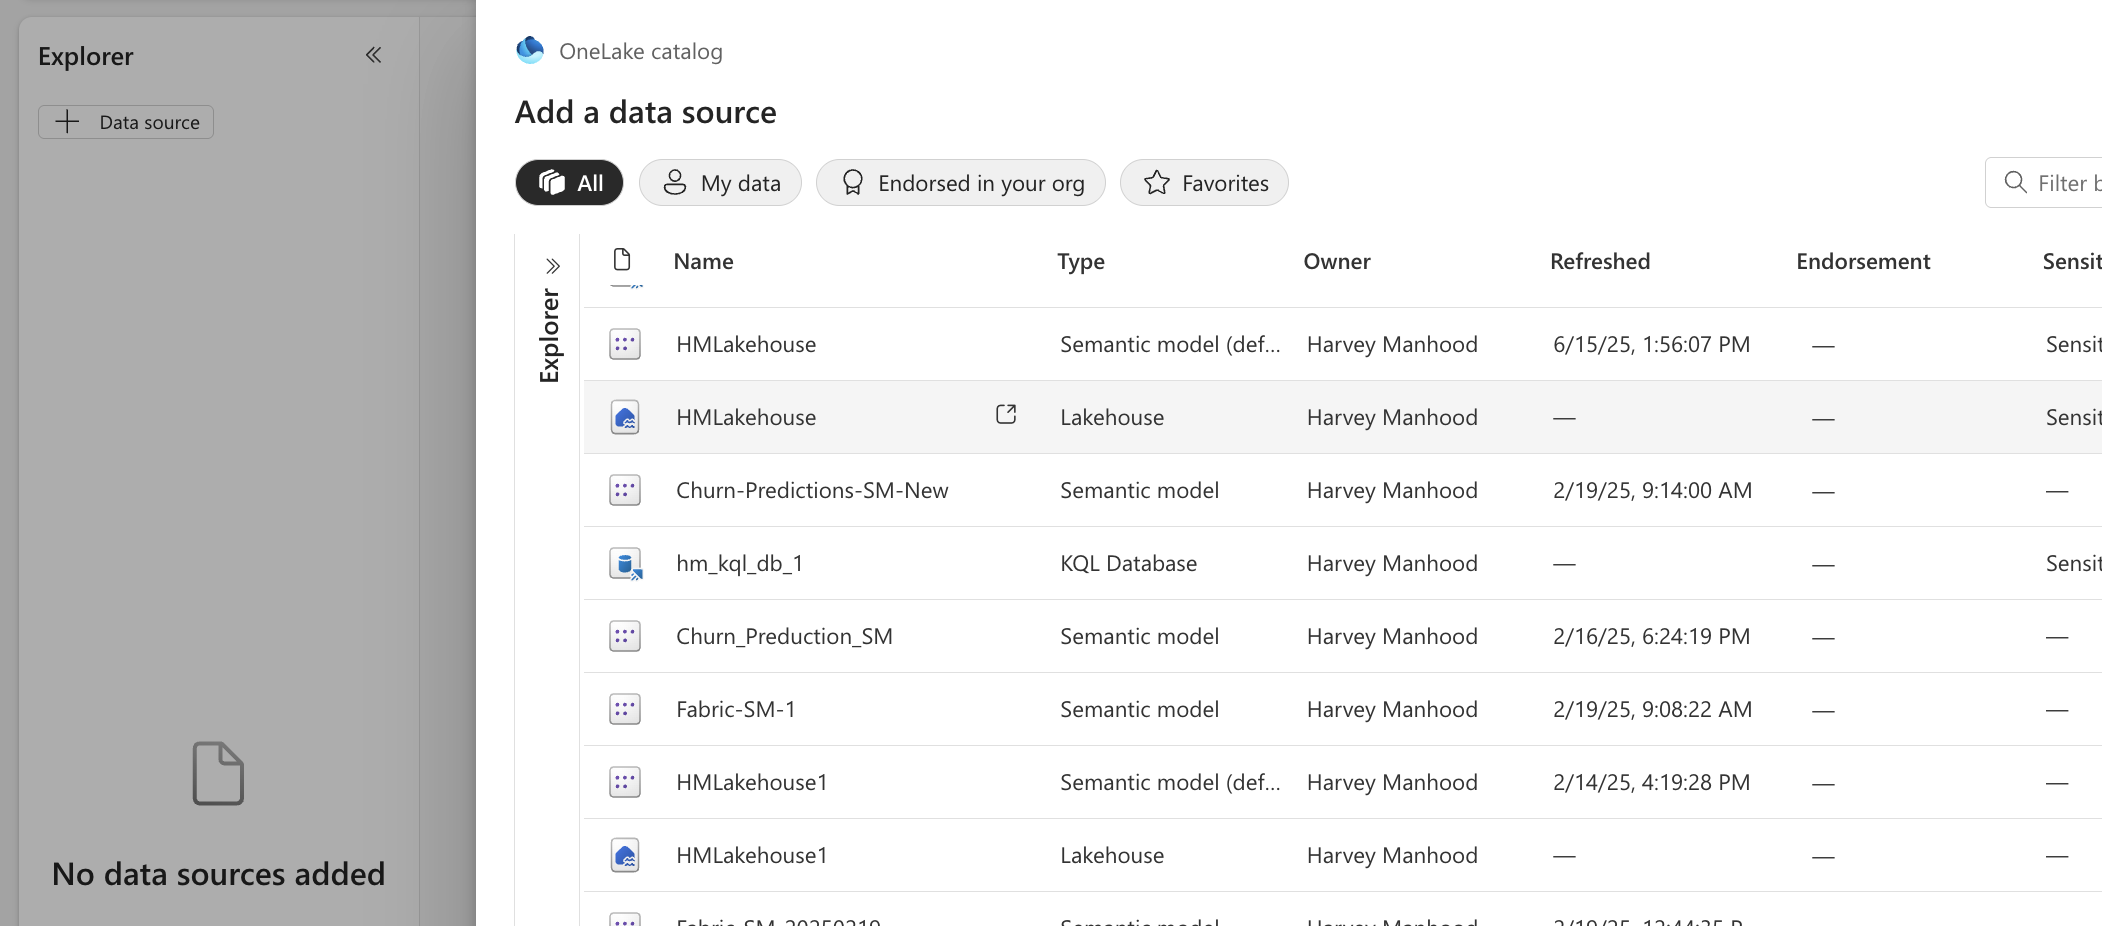 Explorer
Data source
No data sources added
OneLake catalog
Add a data source
All My data Endorsed in your org Favorites Filter b
Explorer
Name Type Owner Refreshed Endorsement Sensit
HMLakehouse Semantic model (def... Harvey Manhood 6/15/25, 1:56:07 PM — Sensit
HMLakehouse Lakehouse Harvey Manhood — — Sensit
Churn-Predictions-SM-New Semantic model Harvey Manhood 2/19/25, 9:14:00 AM — —
hm_kql_db_1 KQL Database Harvey Manhood — — Sensit
Churn_Preduction_SM Semantic model Harvey Manhood 2/16/25, 6:24:19 PM — —
Fabric-SM-1 Semantic model Harvey Manhood 2/19/25, 9:08:22 AM — —
HMLakehouse1 Semantic model (def... Harvey Manhood 2/14/25, 4:19:28 PM — —
HMLakehouse1 Lakehouse Harvey Manhood — — —
Semantic model Harvey Manhood